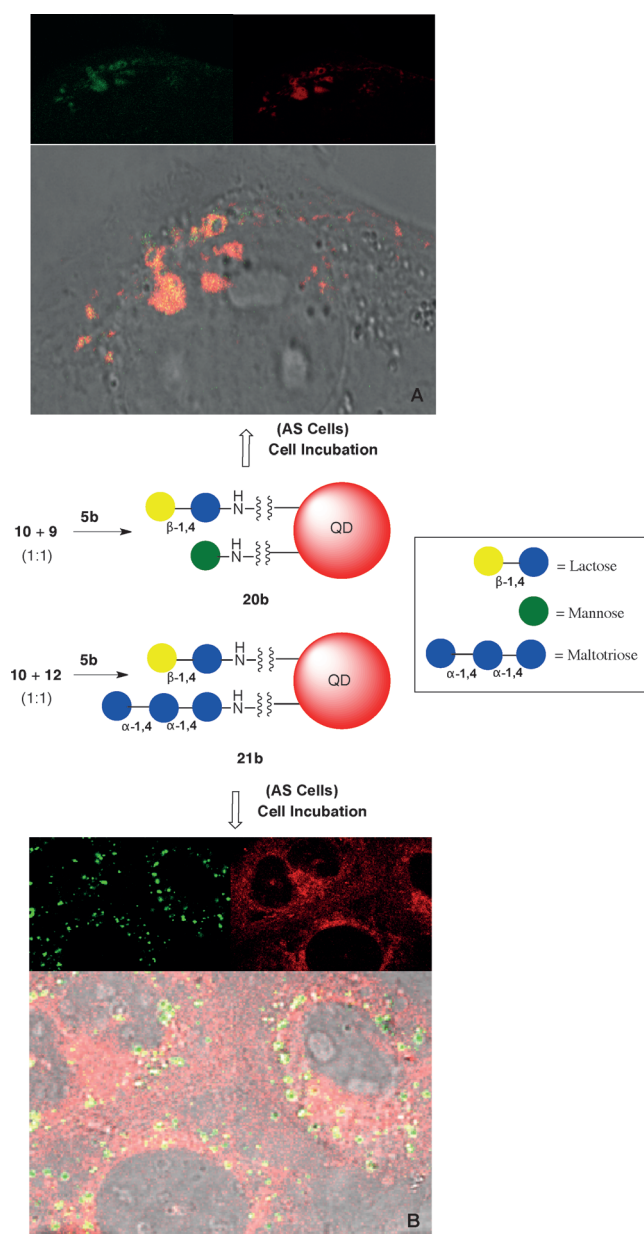 A
(AS Cells)
Cell Incubation
10 + 9
(1:1)
5b
β-1,4
H
N
H
N
QD
20b
10 + 12
(1:1)
5b
β-1,4
H
N
α-1,4 α-1,4
H
N
QD
21b
β-1,4
= Lactose
= Mannose
α-1,4 α-1,4
= Maltotriose
(AS Cells)
Cell Incubation
B